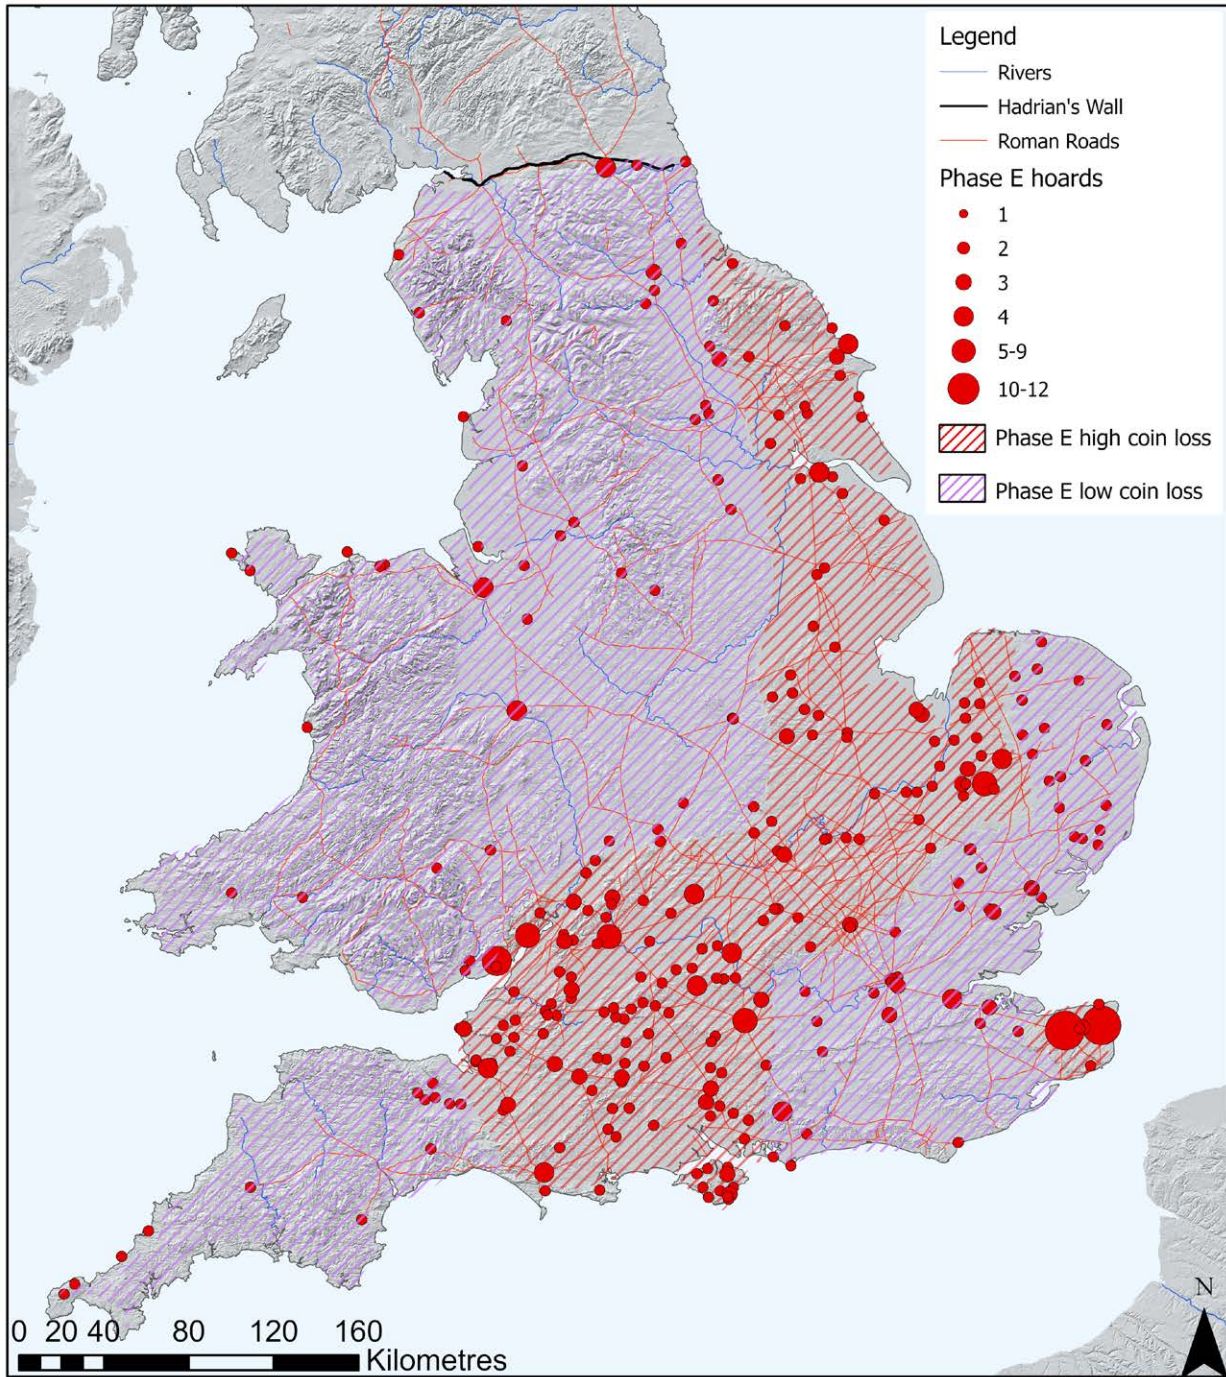 Legend
Rivers
Hadrian's Wall
Roman Roads
Phase E hoards
1
2
3
4
5-9
10-12
Phase E high coin loss
Phase E low coin loss
N
0 20 40 80 120 160
Kilometres